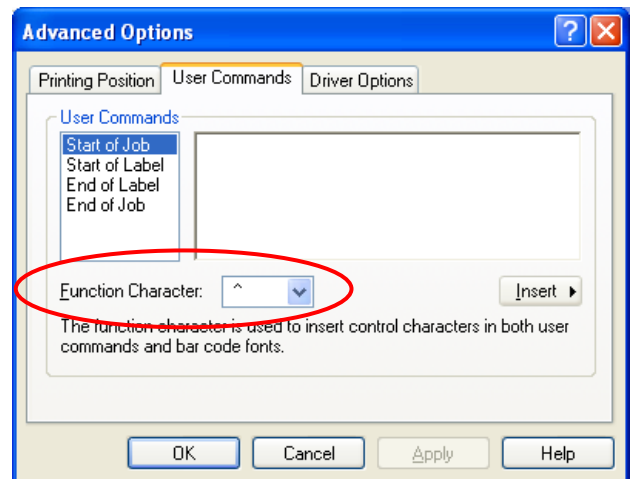 Advanced Options
Printing Position User Commands Driver Options
User Commands
Start of Job
Start of Label
End of Label
End of Job
Function Character: ^ Insert
The function character is used to insert control characters in both user
commands and bar code fonts.
OK Cancel Apply Help